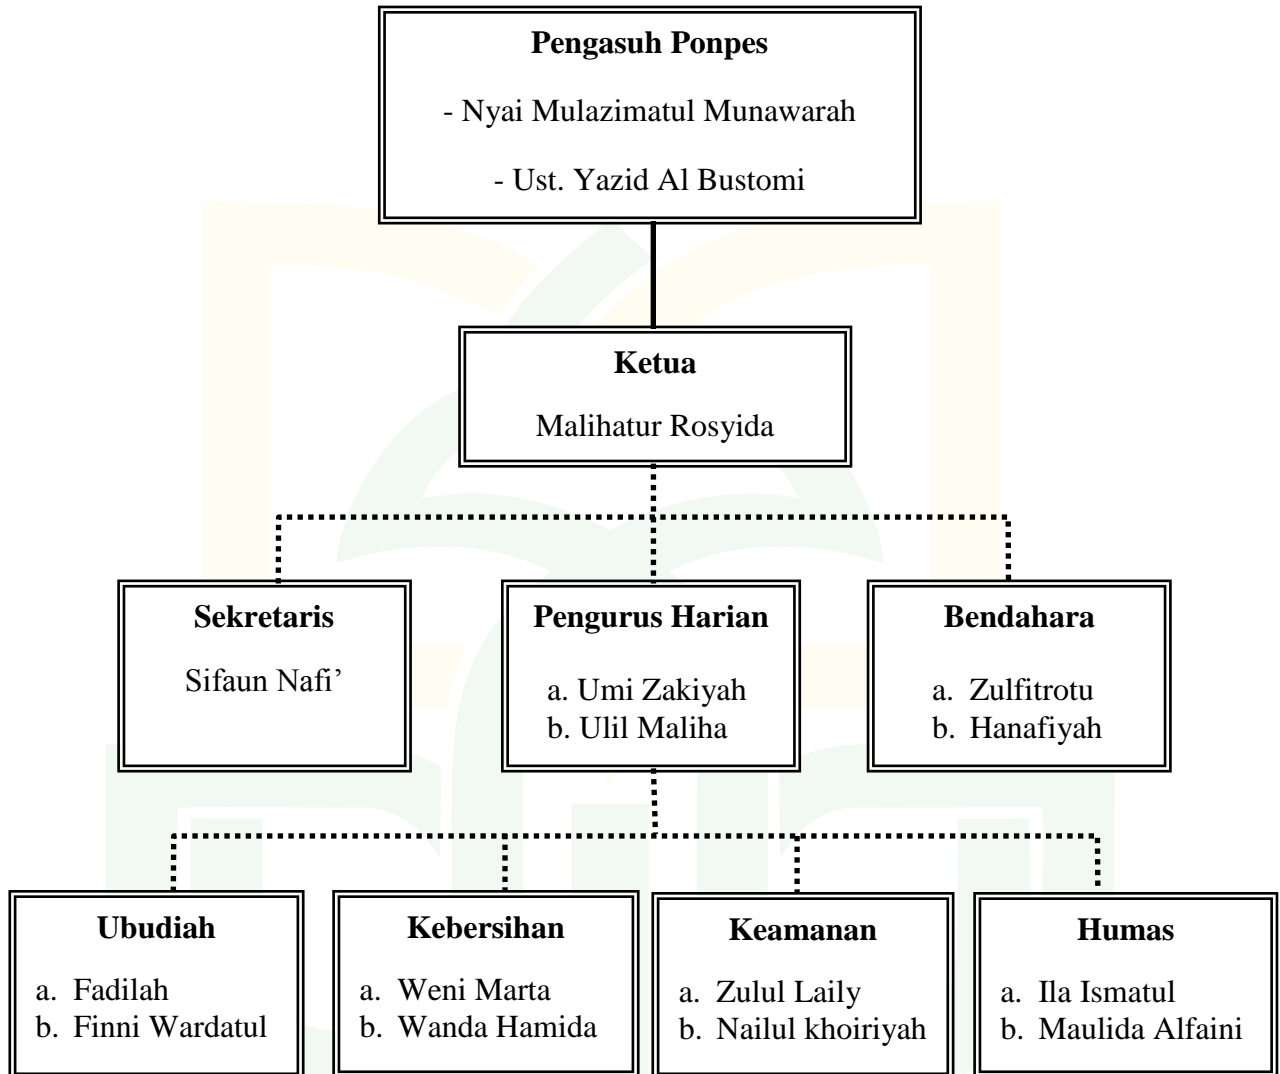 Pengasuh Ponpes
- Nyai Mulazimatul Munawarah
- Ust. Yazid Al Bustomi
Ketua
Malihatur Rosyida
Sekretaris
Sifaun Nafi’
Pengurus Harian
a. Umi Zakiyah
b. Ulil Maliha
Bendahara
a. Zulfitrotu
b. Hanafiyah
Ubudiah
a. Fadilah
b. Finni Wardatul
Kebersihan
a. Weni Marta
b. Wanda Hamida
Keamanan
a. Zulul Laily
b. Nailul khoiriyah
Humas
a. Ila Ismatul
b. Maulida Alfaini